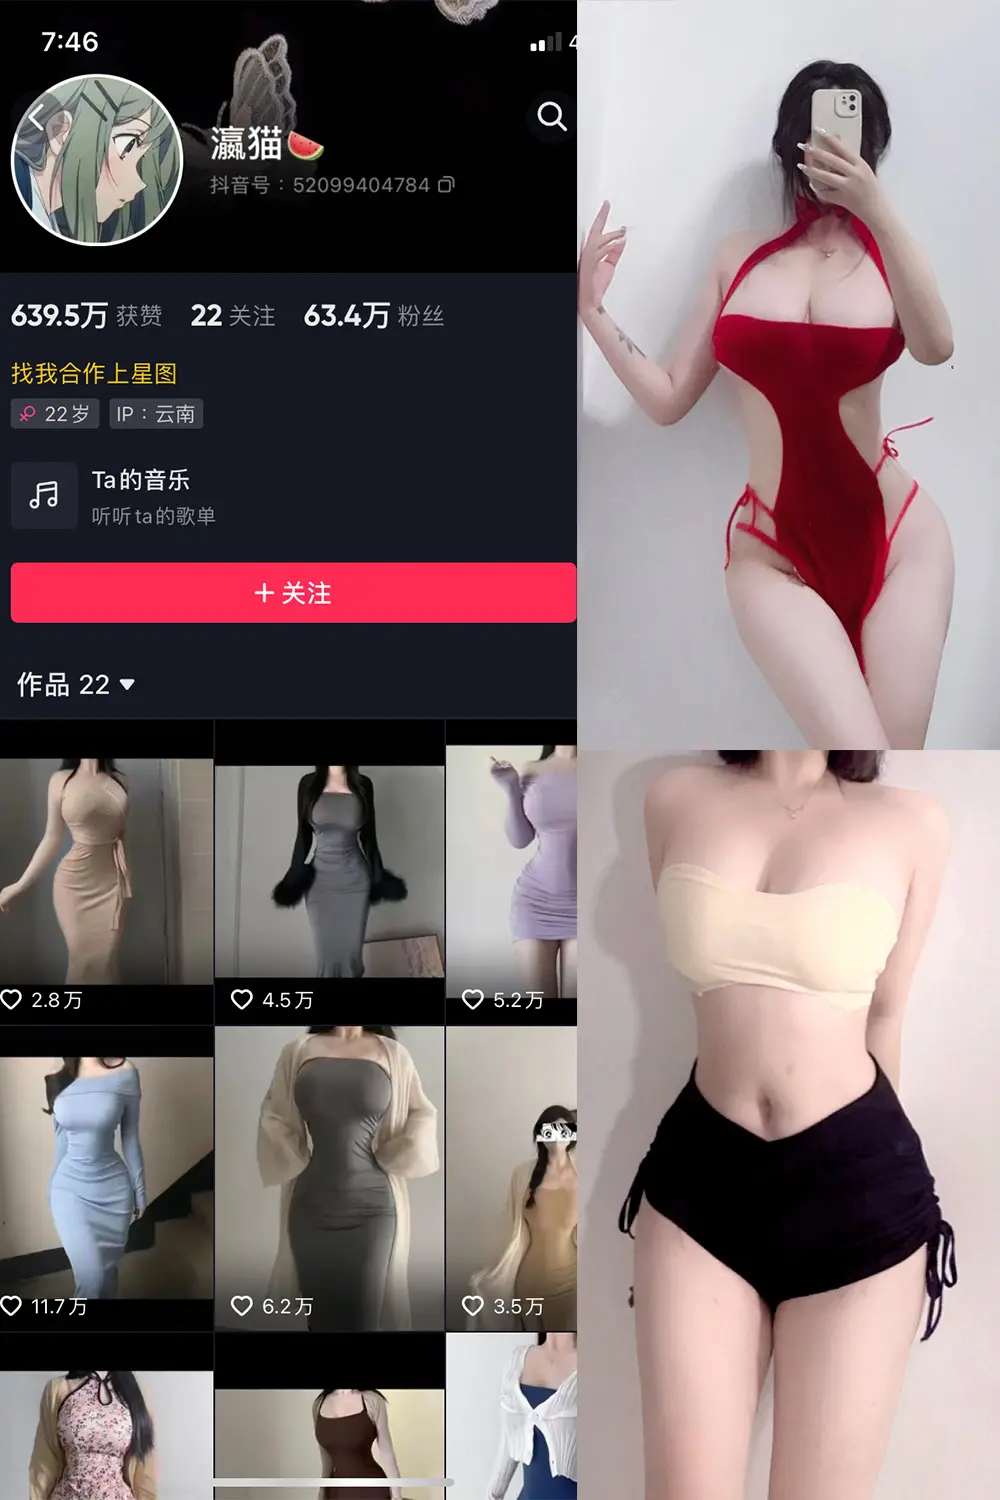 7:46
4
瀛猫🍉
抖音号：52099404784
639.5万 获赞 22 关注 63.4万 粉丝
找我合作上星图
22岁 IP：云南
Ta的音乐
听听ta的歌单
+ 关注
作品 22
2.8万 4.5万 5.2万
11.7万 6.2万 3.5万